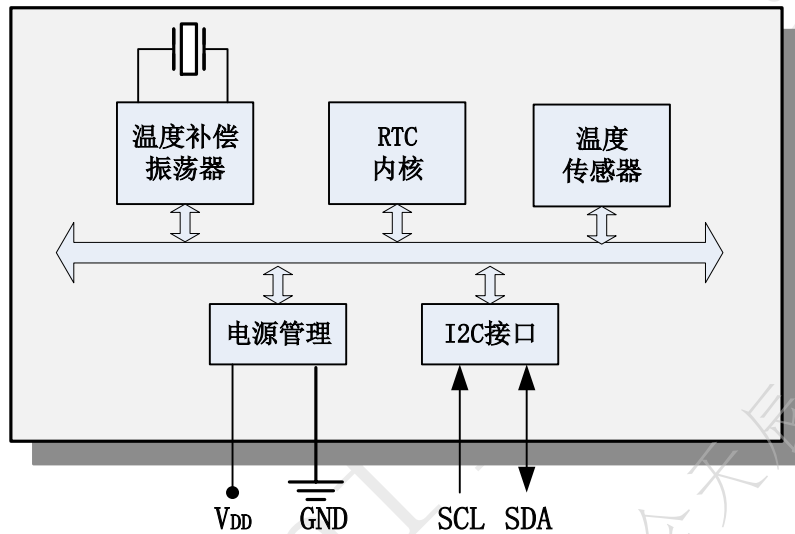 温度补偿
振荡器
RTC
内核
温度
传感器
电源管理
I2C接口
VDD
GND
SCL
SDA